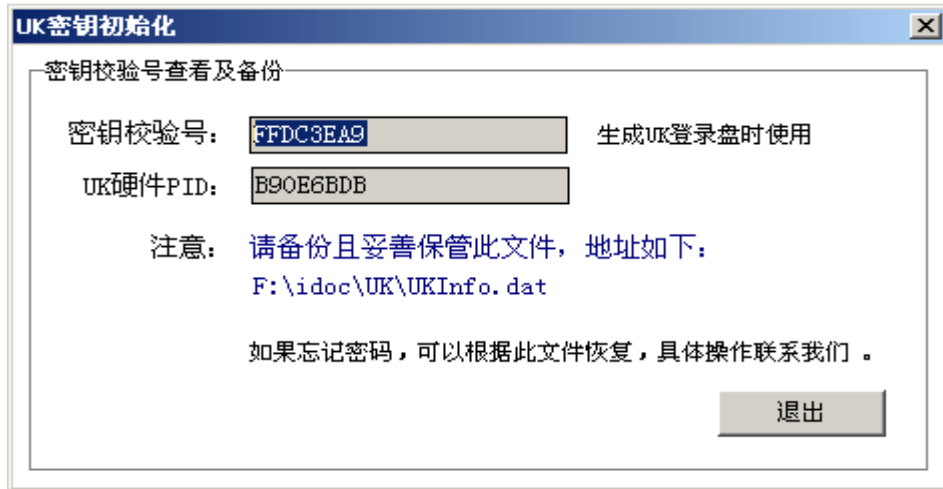 UK密钥初始化
密钥校验号查看及备份
密钥校验号： FFDC3EA9 生成UK登录盘时使用
UK硬件PID： B90E6BDB
注意： 请备份且妥善保管此文件，地址如下：
F:\idoc\UK\UKInfo.dat
如果忘记密码，可以根据此文件恢复，具体操作联系我们 。
退出